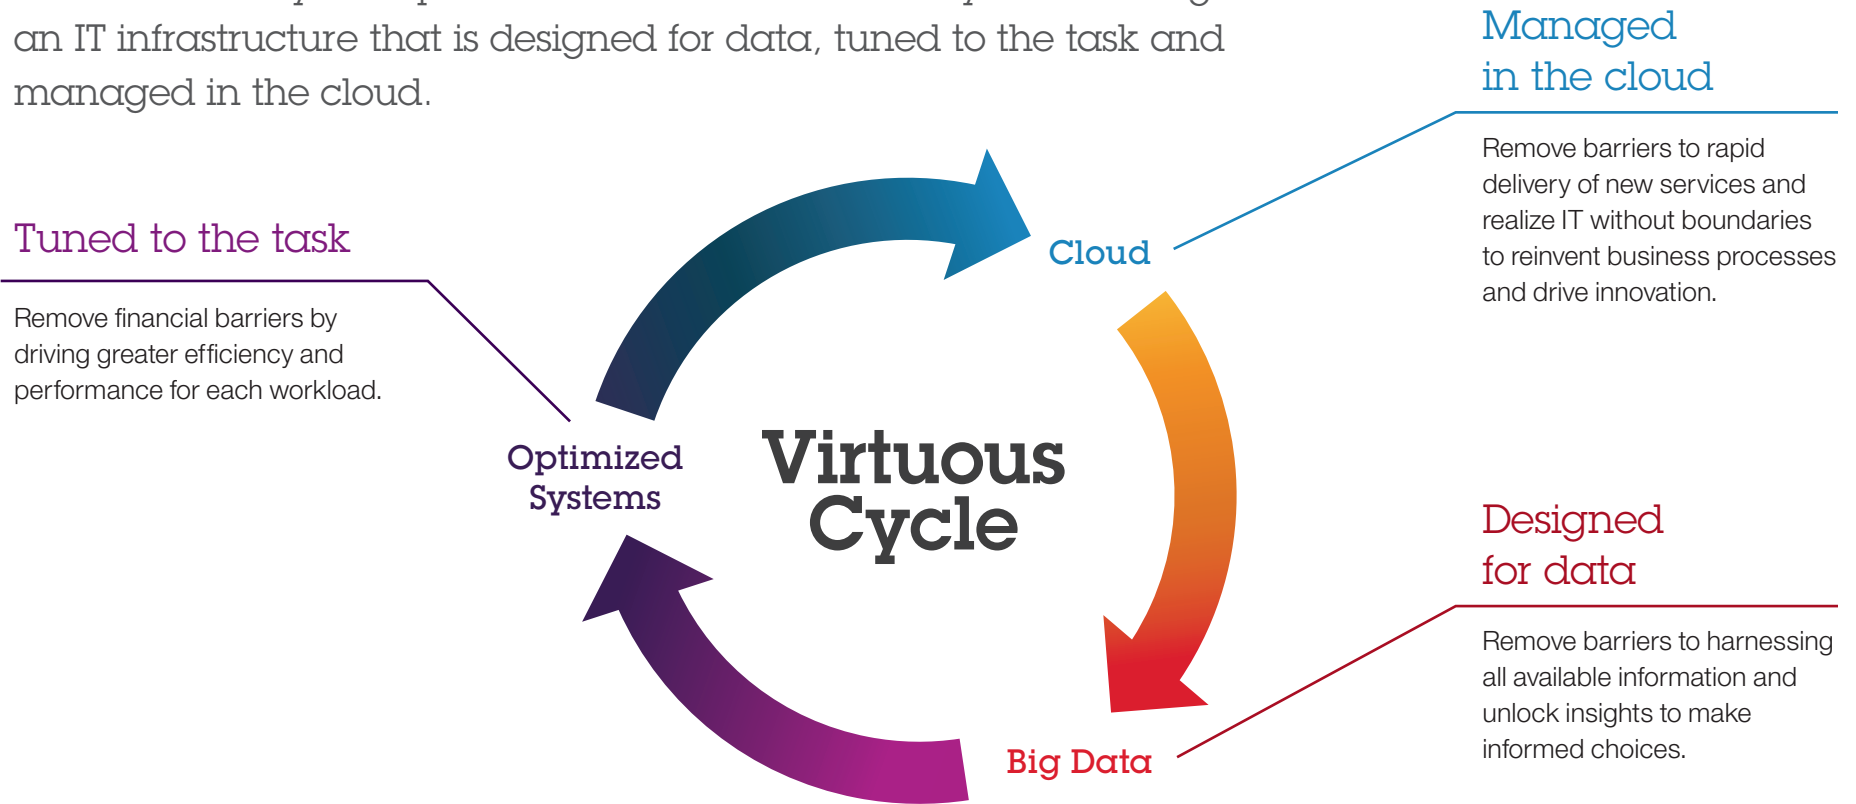 an IT infrastructure that is designed for data, tuned to the task and
managed in the cloud.
Managed
in the cloud
Remove barriers to rapid
delivery of new services and
realize IT without boundaries
to reinvent business processes
and drive innovation.
Tuned to the task
Remove financial barriers by
driving greater efficiency and
performance for each workload.
Cloud
Optimized
Systems
Virtuous
Cycle
Designed
for data
Remove barriers to harnessing
all available information and
unlock insights to make
informed choices.
Big Data